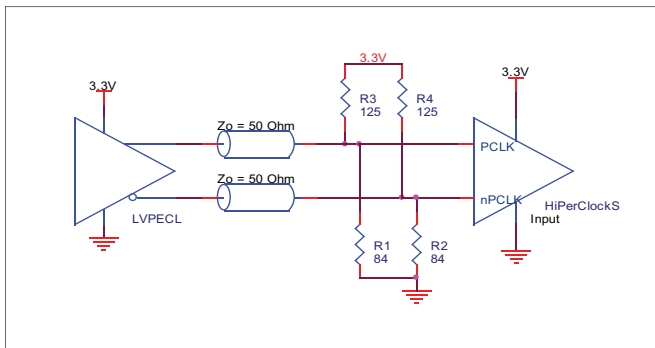 3.3V
3.3V
3.3V
R3
125
R4
125
Zo = 50 Ohm
PCLK
Zo = 50 Ohm
nPCLK
HiPerClockS
Input
LVPECL
R1
84
R2
84